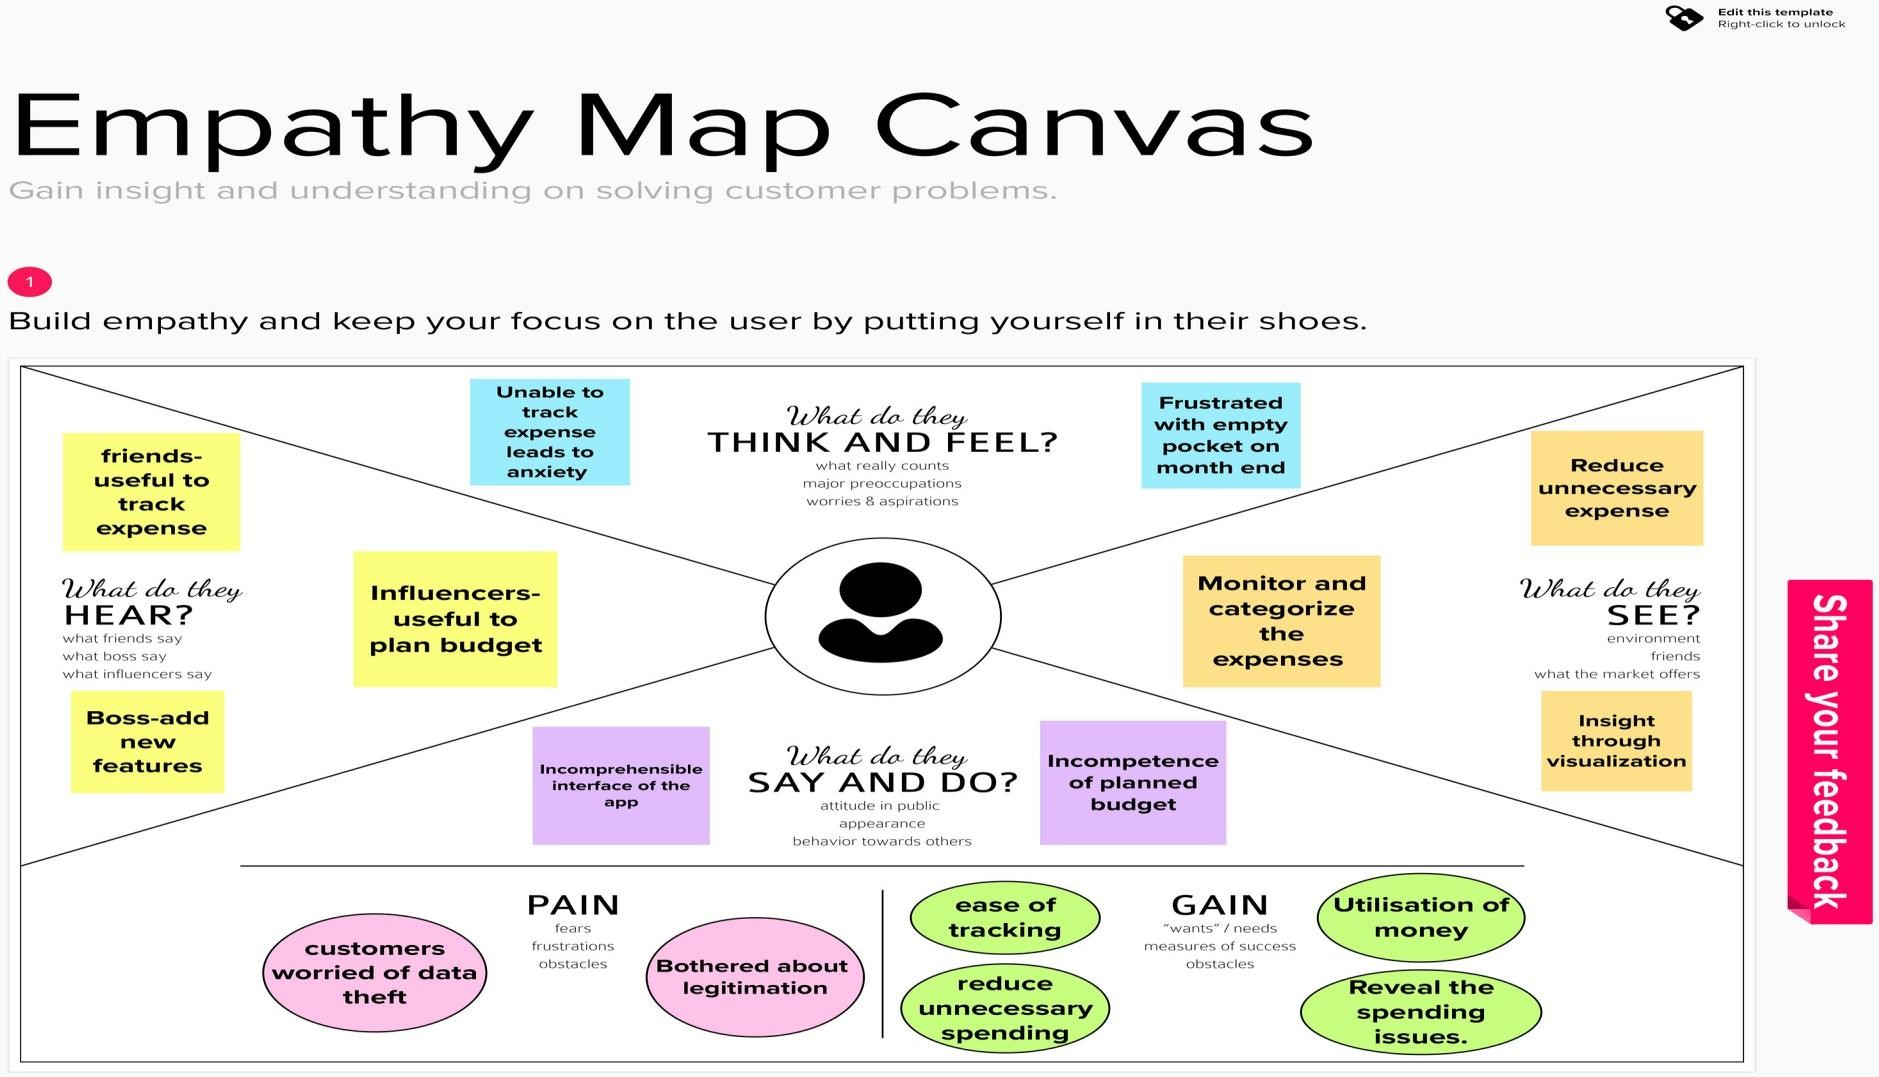 Edit this template
Right-click to unlock
Empathy Map Canvas
Gain insight and understanding on solving customer problems.
1
Build empathy and keep your focus on the user by putting yourself in their shoes.
Unable to
track
expense
leads to
anxiety
What do they
THINK AND FEEL?
what really counts
major preoccupations
worries & aspirations
Frustrated
with empty
pocket on
month end
friends-
useful to
track
expense
What do they
HEAR?
what friends say
what boss say
what influencers say
Boss-add
new
features
Influencers-
useful to
plan budget
Monitor and
categorize
the
expenses
Reduce
unnecessary
expense
What do they
SEE?
environment
friends
what the market offers
Insight
through
visualization
Incomprehensible
interface of the
app
What do they
SAY AND DO?
attitude in public
appearance
behavior towards others
Incompetence
of planned
budget
PAIN
fears
frustrations
obstacles
customers
worried of data
theft
Bothered about
legitimation
ease of
tracking
reduce
unnecessary
spending
GAIN
"wants" / needs
measures of success
obstacles
Utilisation of
money
Reveal the
spending
issues.
Share your feedback